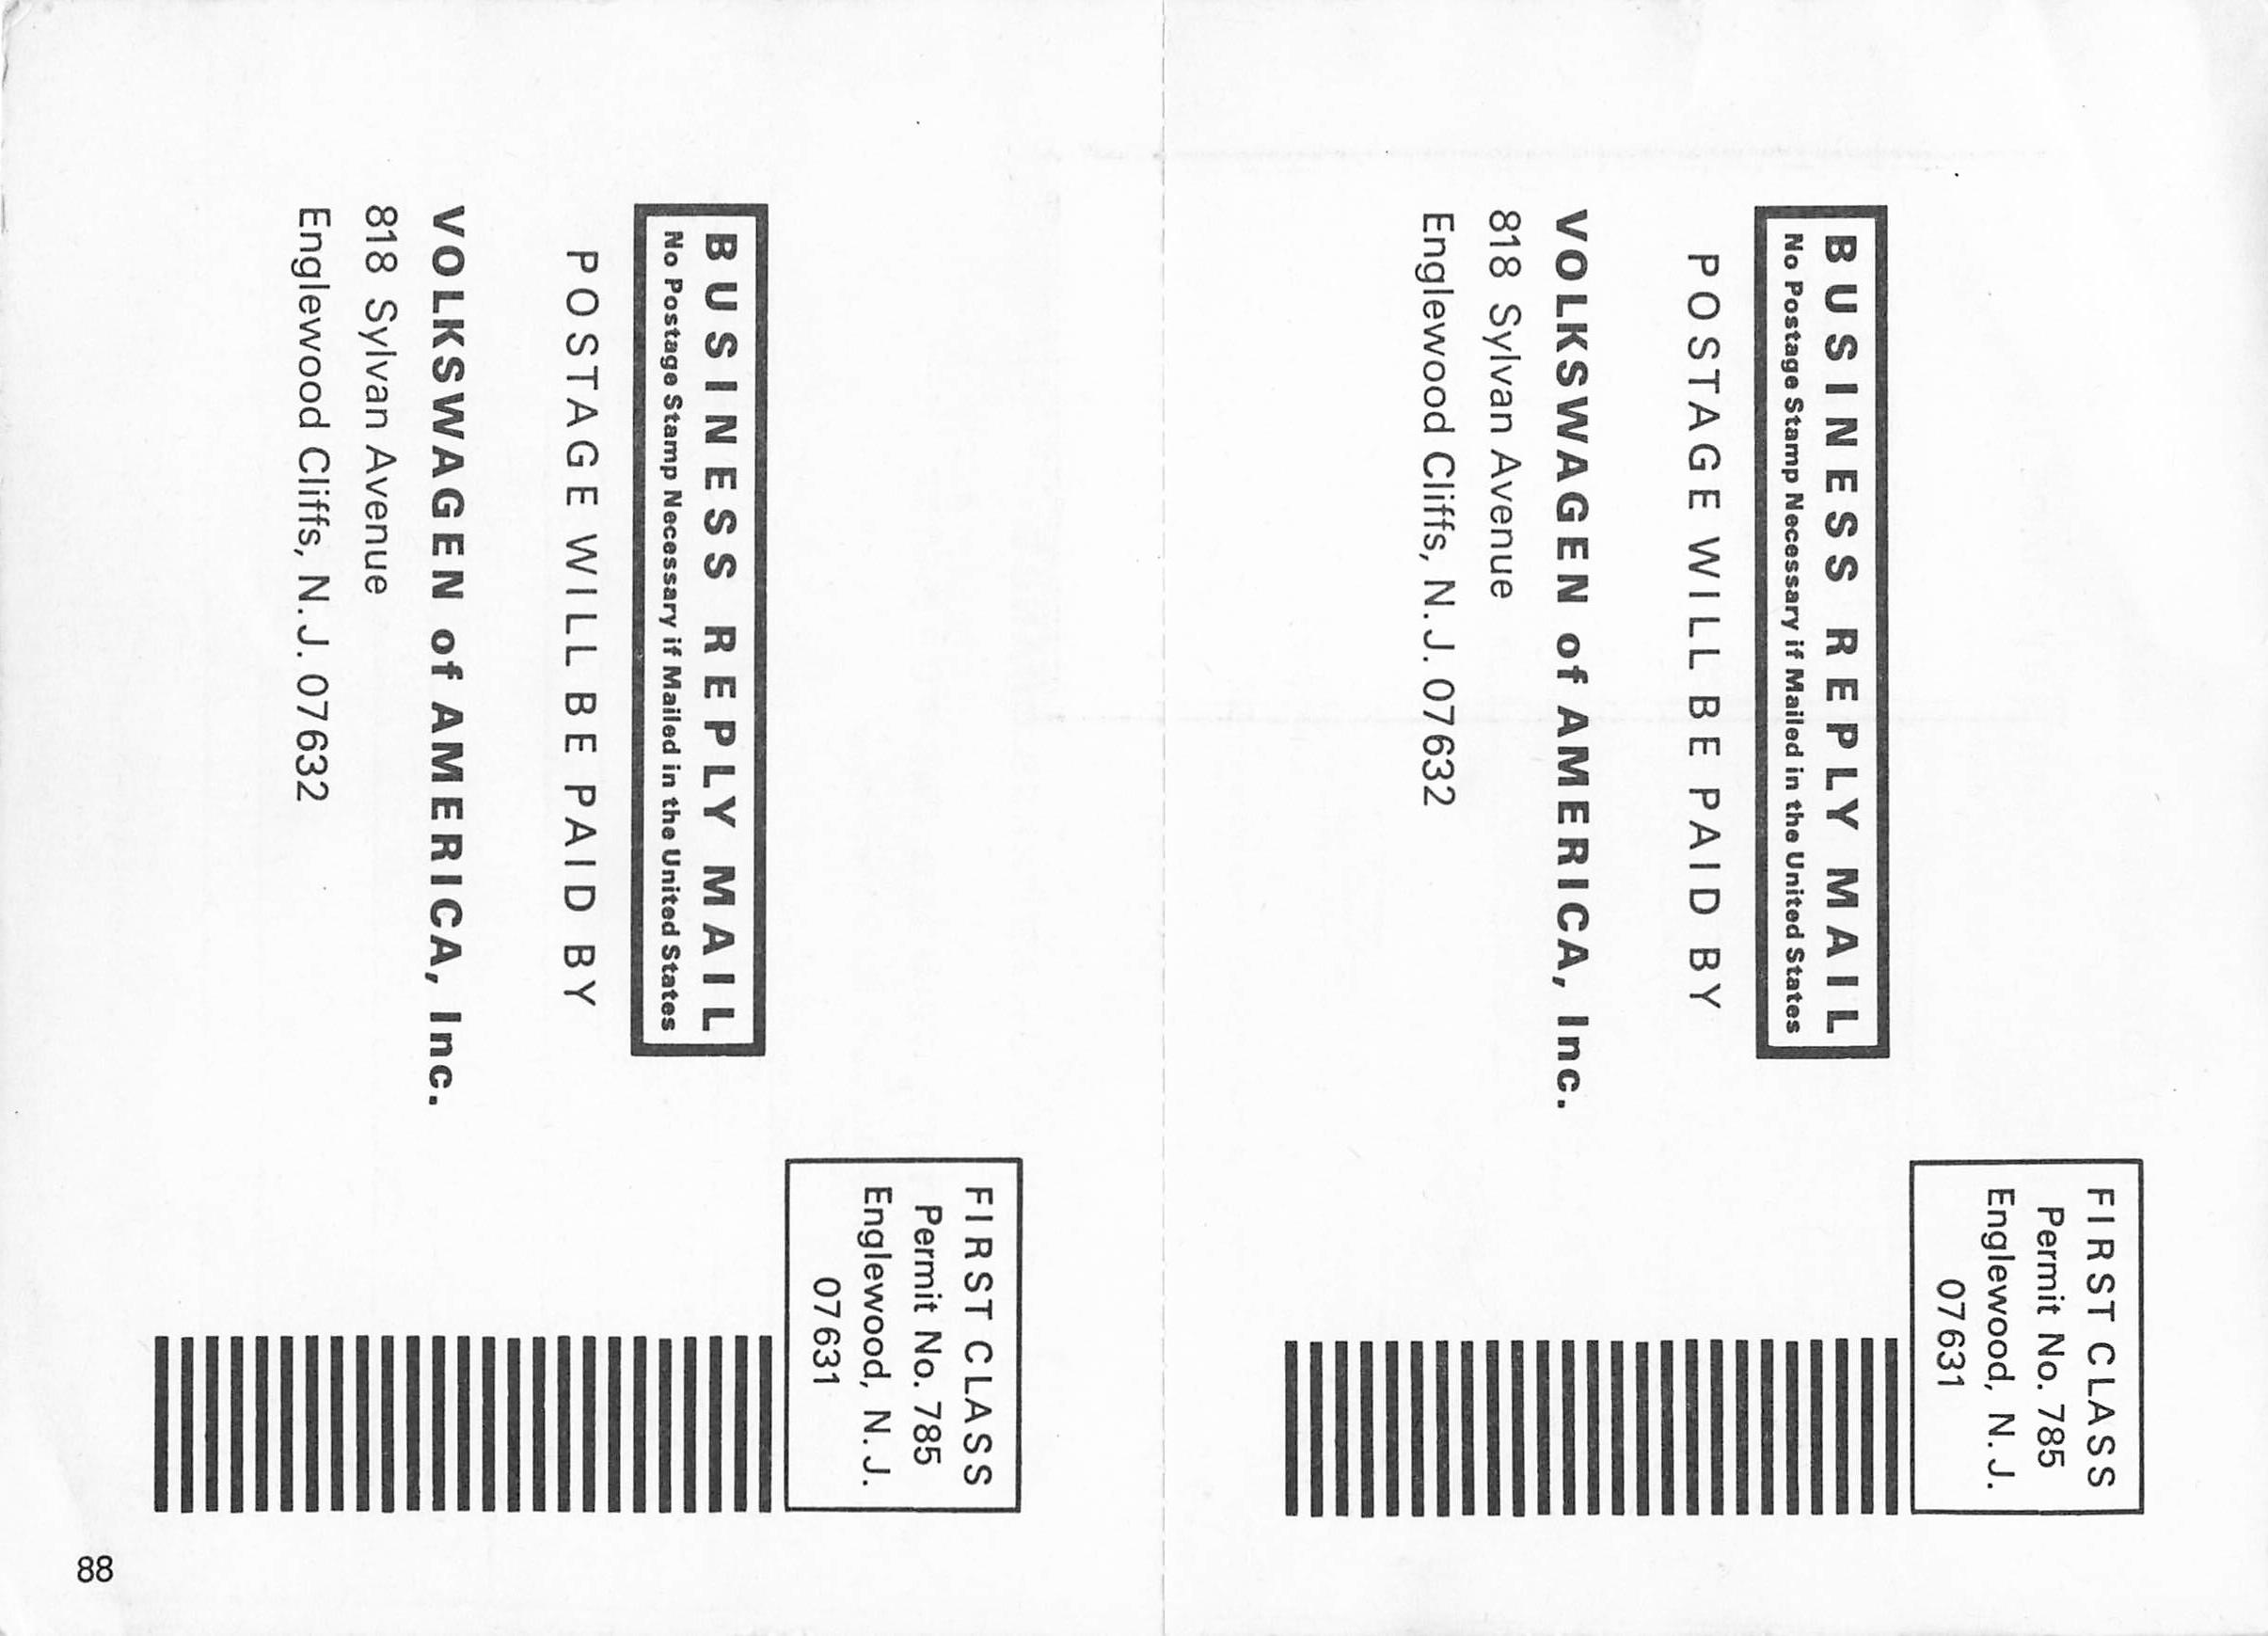 FIRST CLASS
Permit No. 785
Englewood, N.J.
07631
BUSINESS REPLY MAIL
No Postage Stamp Necessary if Mailed in the United States
POSTAGE WILL BE PAID BY
VOLKSWAGEN of AMERICA, Inc.
818 Sylvan Avenue
Englewood Cliffs, N.J. 07632
FIRST CLASS
Permit No. 785
Englewood, N.J.
07631
BUSINESS REPLY MAIL
No Postage Stamp Necessary if Mailed in the United States
POSTAGE WILL BE PAID BY
VOLKSWAGEN of AMERICA, Inc.
818 Sylvan Avenue
Englewood Cliffs, N.J. 07632
88